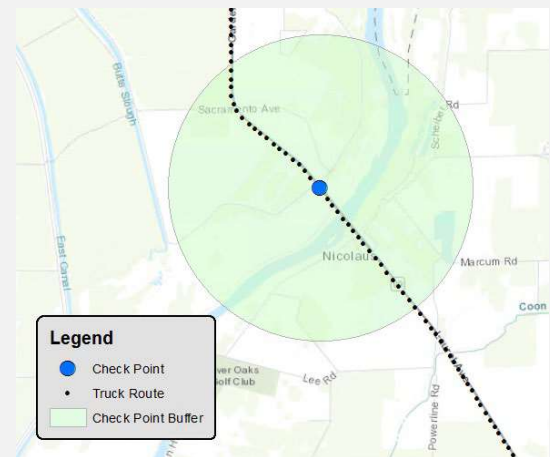 Butte Slough
Sacramento Ave
Rd
East Canal
Nicolaus
Marcum Rd
Coon
Legend
Check Point
Truck Route
Check Point Buffer
ver Oaks
Golf Club
Lee Rd
Powerline Rd